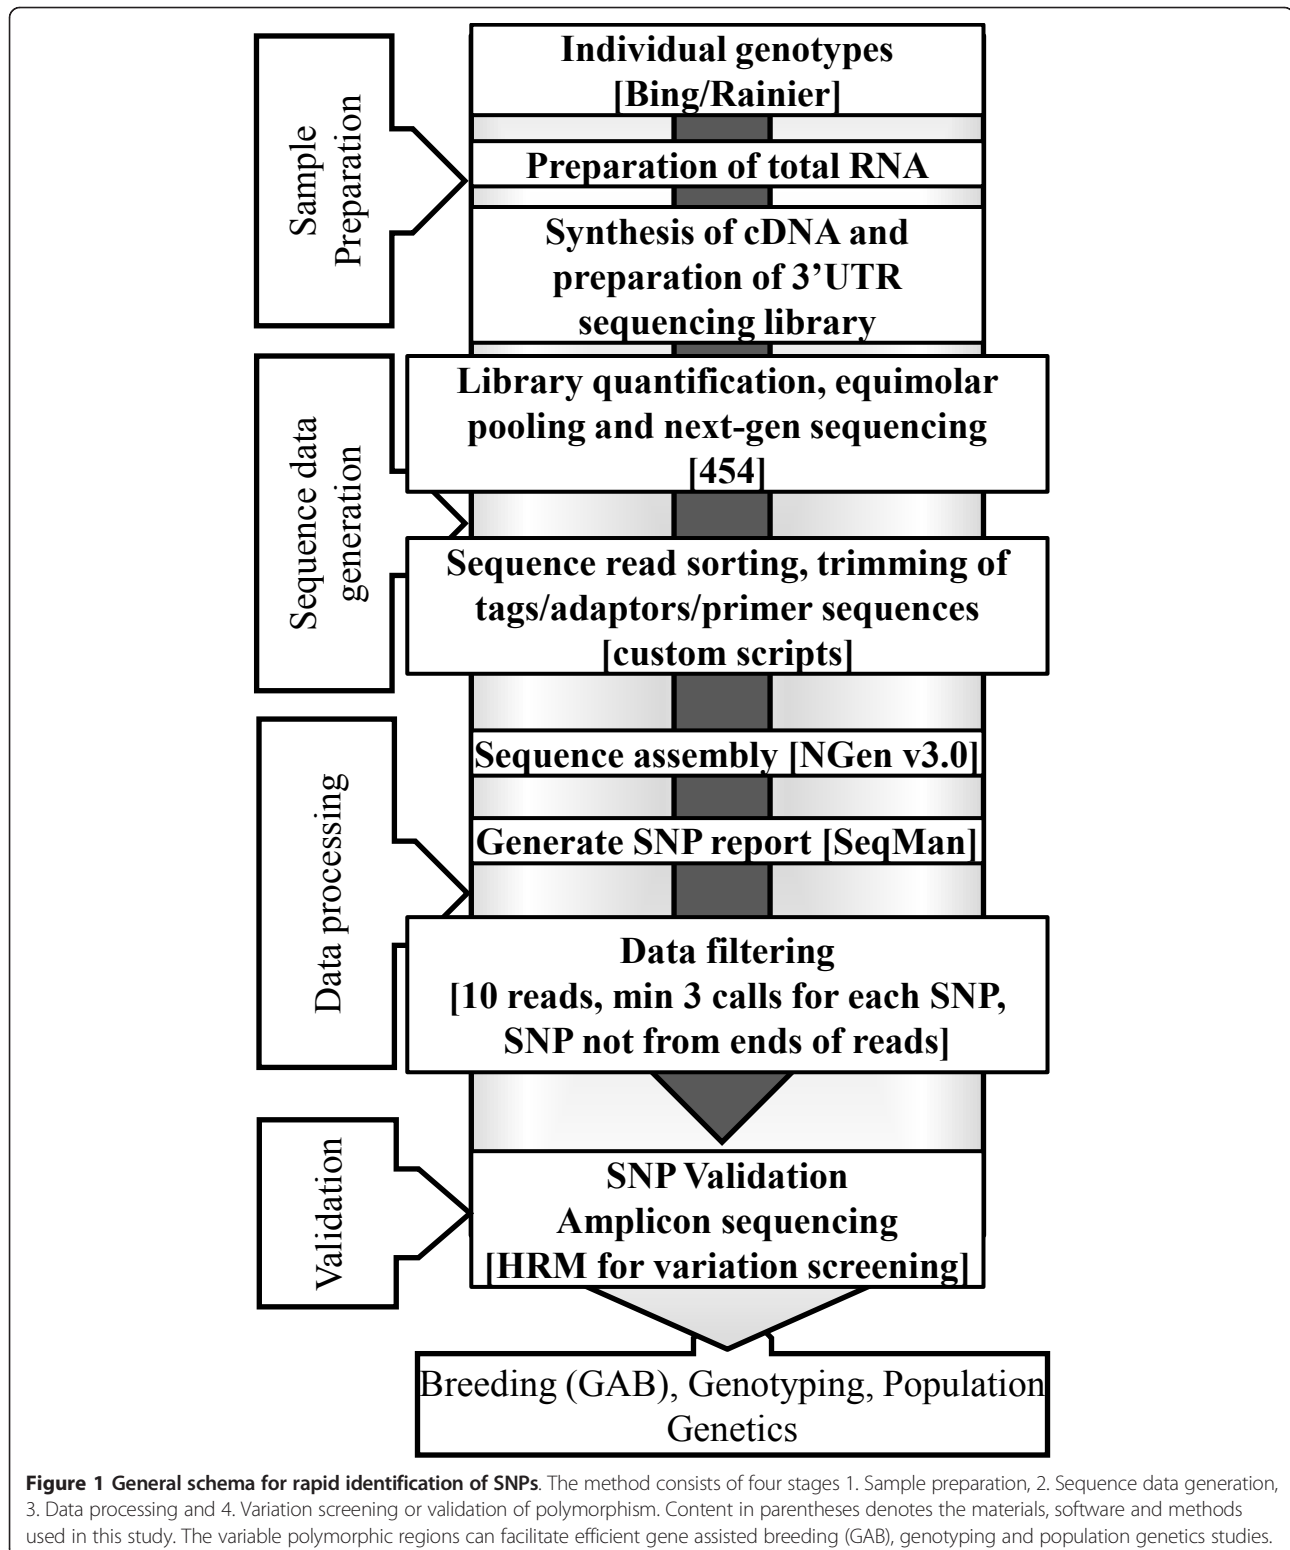 Sample
Preparation
Individual genotypes
[Bing/Rainier]
Preparation of total RNA
Synthesis of cDNA and
preparation of 3’UTR
sequencing library
Sequence data
generation
Library quantification, equimolar
pooling and next-gen sequencing
[454]
Sequence read sorting, trimming of
tags/adaptors/primer sequences
[custom scripts]
Data processing
Sequence assembly [NGen v3.0]
Generate SNP report [SeqMan]
Data filtering
[10 reads, min 3 calls for each SNP,
SNP not from ends of reads]
Validation
SNP Validation
Amplicon sequencing
[HRM for variation screening]
Breeding (GAB), Genotyping, Population
Genetics
Figure 1 General schema for rapid identification of SNPs. The method consists of four stages 1. Sample preparation, 2. Sequence data generation,
3. Data processing and 4. Variation screening or validation of polymorphism. Content in parentheses denotes the materials, software and methods
used in this study. The variable polymorphic regions can facilitate efficient gene assisted breeding (GAB), genotyping and population genetics studies.